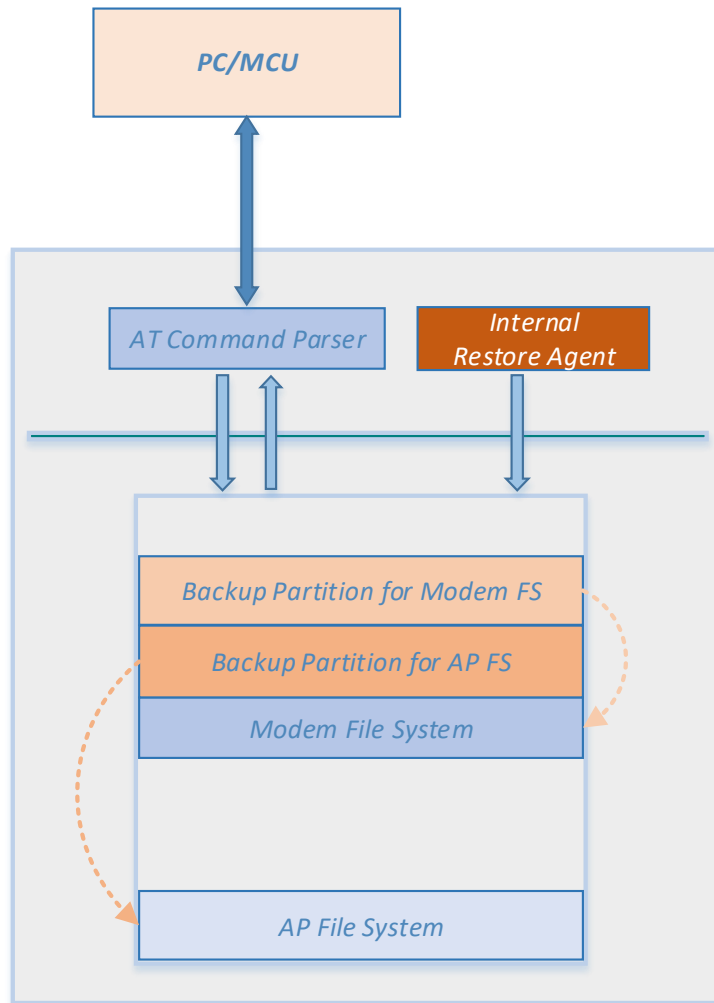 PC/MCU
AT Command Parser
Internal
Restore Agent
Backup Partition for Modem FS
Backup Partition for AP FS
Modem File System
AP File System